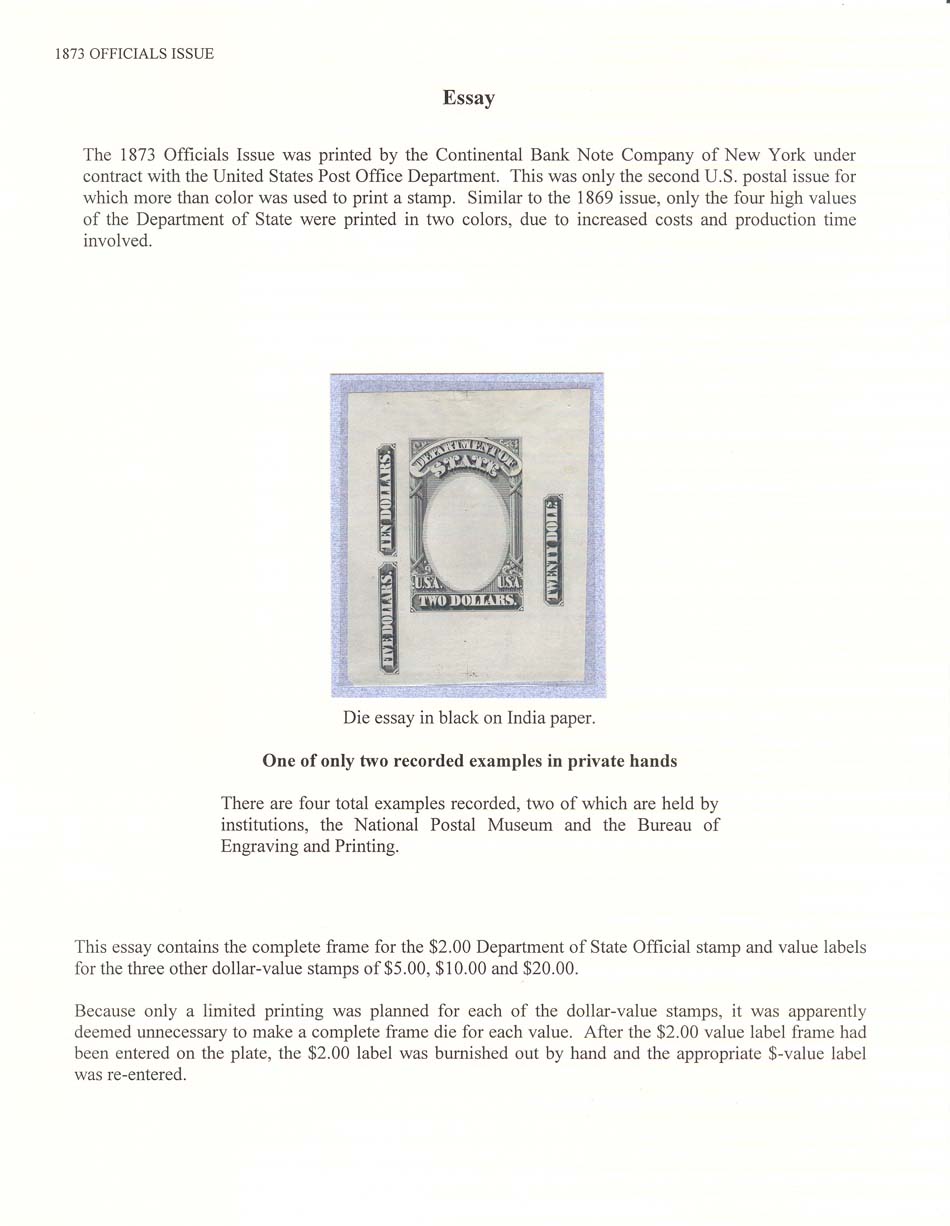 1873 OFFICIALS ISSUE
Essay
The 1873 Officials Issue was printed by the Continental Bank Note Company of New York under
contract with the United States Post Office Department. This was only the second U.S. postal issue for
which more than color was used to print a stamp. Similar to the 1869 issue, only the four high values
of the Department of State were printed in two colors, due to increased costs and production time
involved.
DEPARTMENT OF
STATE
TEN DOLLARS.
FIVE DOLLARS.
TWENTY DOLLS.
U.S.A.
U.S.A.
TWO DOLLARS.
Die essay in black on India paper.
One of only two recorded examples in private hands
There are four total examples recorded, two of which are held by
institutions, the National Postal Museum and the Bureau of
Engraving and Printing.
This essay contains the complete frame for the $2.00 Department of State Official stamp and value labels
for the three other dollar-value stamps of $5.00, $10.00 and $20.00.
Because only a limited printing was planned for each of the dollar-value stamps, it was apparently
deemed unnecessary to make a complete frame die for each value. After the $2.00 value label frame had
been entered on the plate, the $2.00 label was burnished out by hand and the appropriate $-value label
was re-entered.